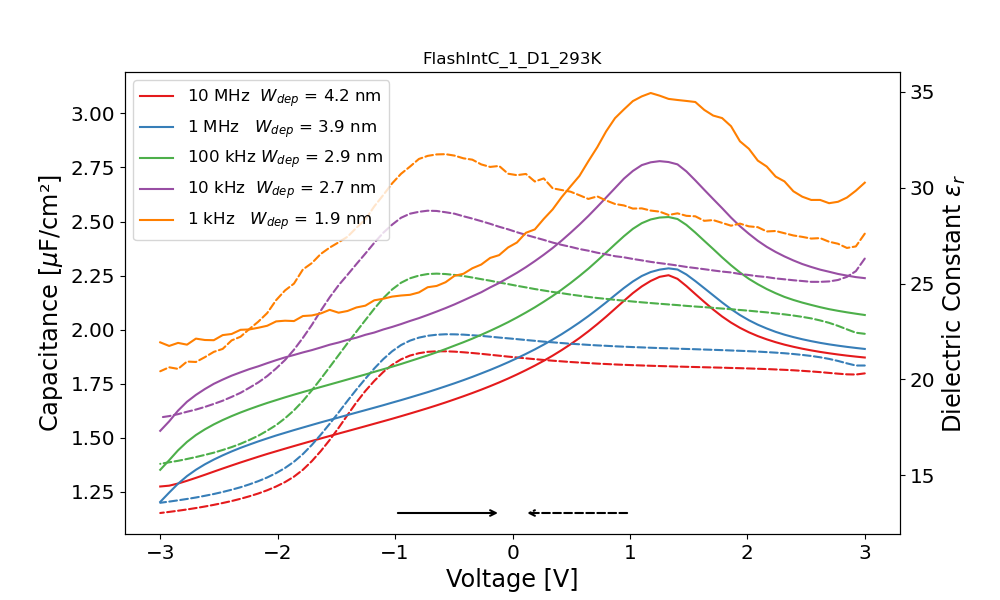 FlashIntC_1_D1_293K
10 MHz W_dep = 4.2 nm
1 MHz W_dep = 3.9 nm
100 kHz W_dep = 2.9 nm
10 kHz W_dep = 2.7 nm
1 kHz W_dep = 1.9 nm
Capacitance [μF/cm²]
3.00
2.75
2.50
2.25
2.00
1.75
1.50
1.25
35
30
25
20
15
Dielectric Constant ε_r
−3 −2 −1 0 1 2 3
Voltage [V]